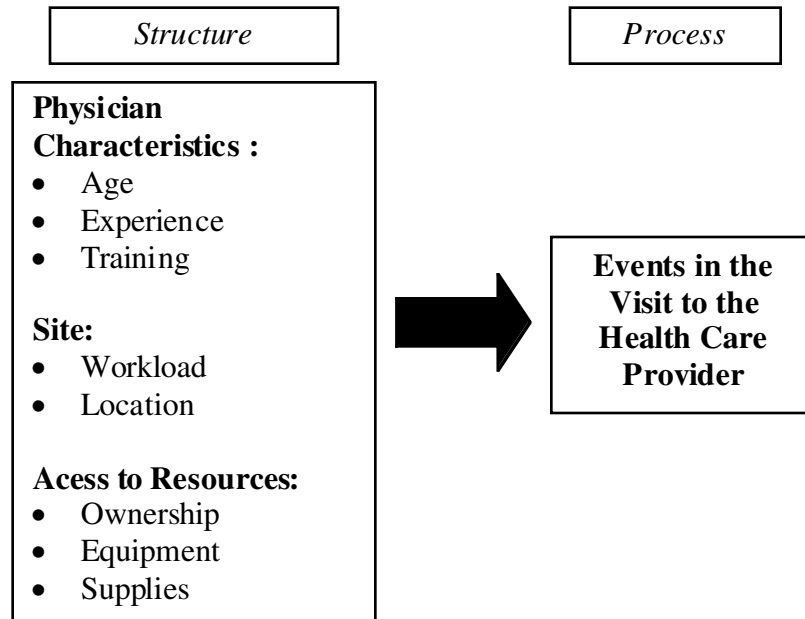 Structure
Process
Physician
Characteristics :
• Age
• Experience
• Training
Site:
• Workload
• Location
Acess to Resources:
• Ownership
• Equipment
• Supplies
Events in the
Visit to the
Health Care
Provider